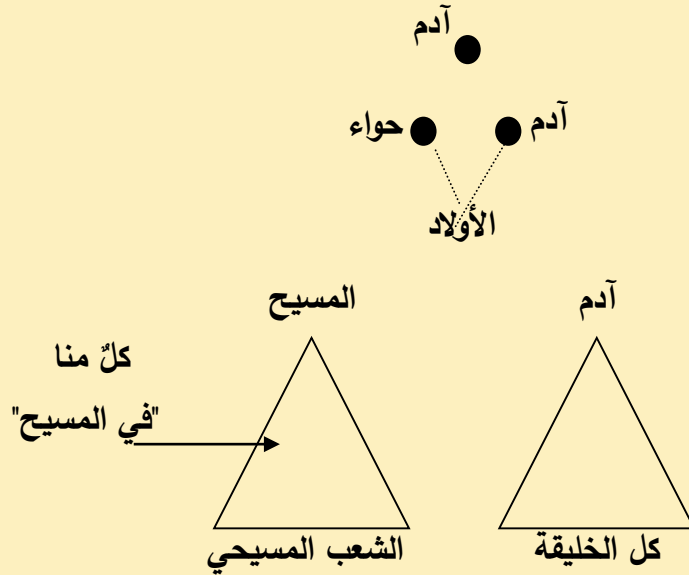 آدم
آدم
حواء
الأولاد
آدم
المسيح
كلٌ منا
"في المسيح"
كل الخليقة
الشعب المسيحي